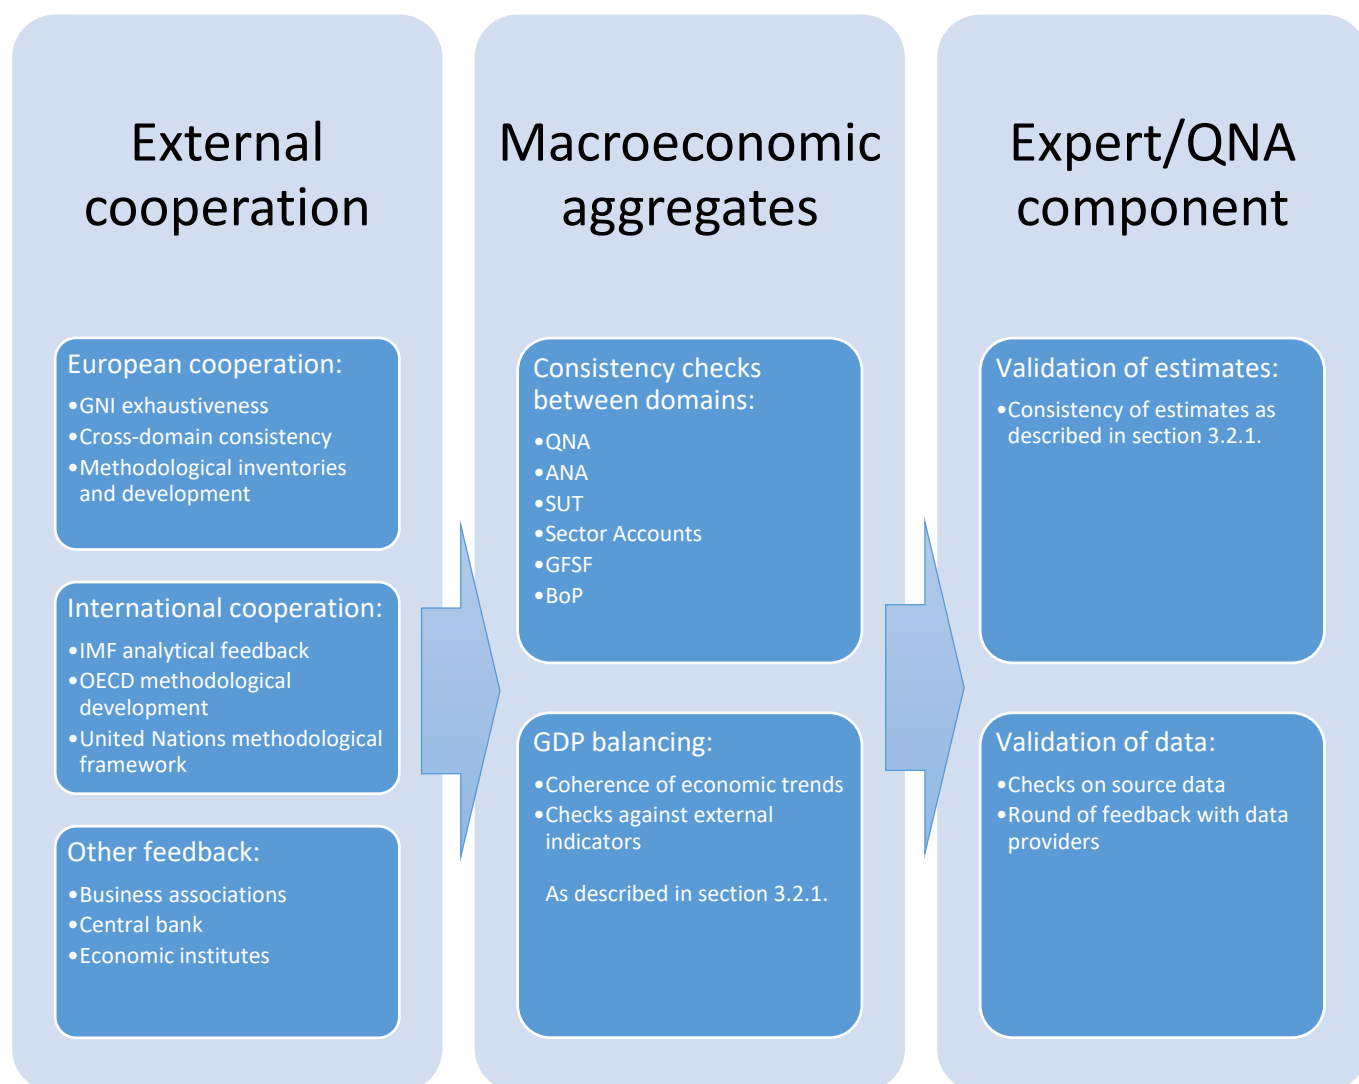 External
cooperation
European cooperation:
•GNI exhaustiveness
•Cross-domain consistency
•Methodological inventories
and development
International cooperation:
•IMF analytical feedback
•OECD methodological
development
•United Nations methodological
framework
Other feedback:
•Business associations
•Central bank
•Economic institutes
Macroeconomic
aggregates
Consistency checks
between domains:
•QNA
•ANA
•SUT
•Sector Accounts
•GFSF
•BoP
GDP balancing:
•Coherence of economic trends
•Checks against external
indicators
As described in section 3.2.1.
Expert/QNA
component
Validation of estimates:
•Consistency of estimates as
described in section 3.2.1.
Validation of data:
•Checks on source data
•Round of feedback with data
providers